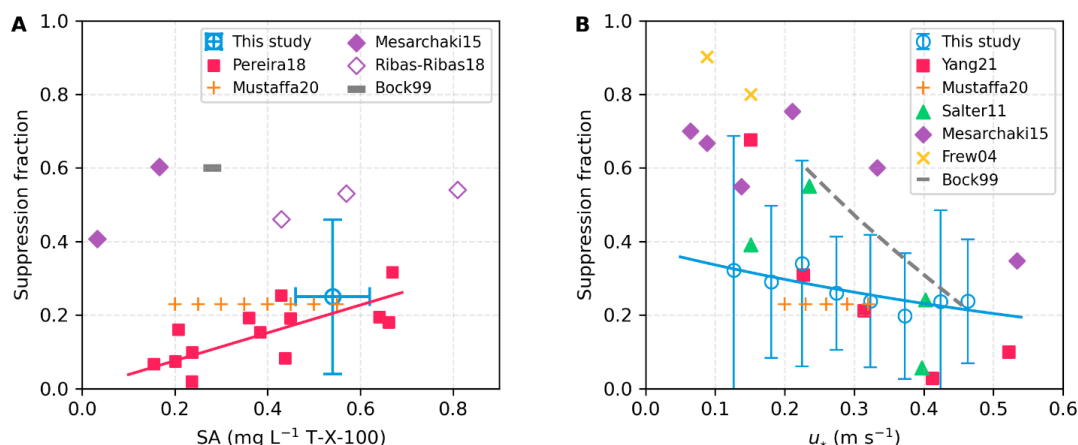 A
B
1.0
0.8
0.6
0.4
0.2
0.0
Suppression fraction
This study
Pereira18
Mustaffa20
Mesarchaki15
Ribas-Ribas18
Bock99
0.0 0.2 0.4 0.6 0.8
SA (mg L⁻¹ T-X-100)
1.0
0.8
0.6
0.4
0.2
0.0
Suppression fraction
This study
Yang21
Mustaffa20
Salter11
Mesarchaki15
Frew04
Bock99
0.0 0.1 0.2 0.3 0.4 0.5 0.6
u* (m s⁻¹)